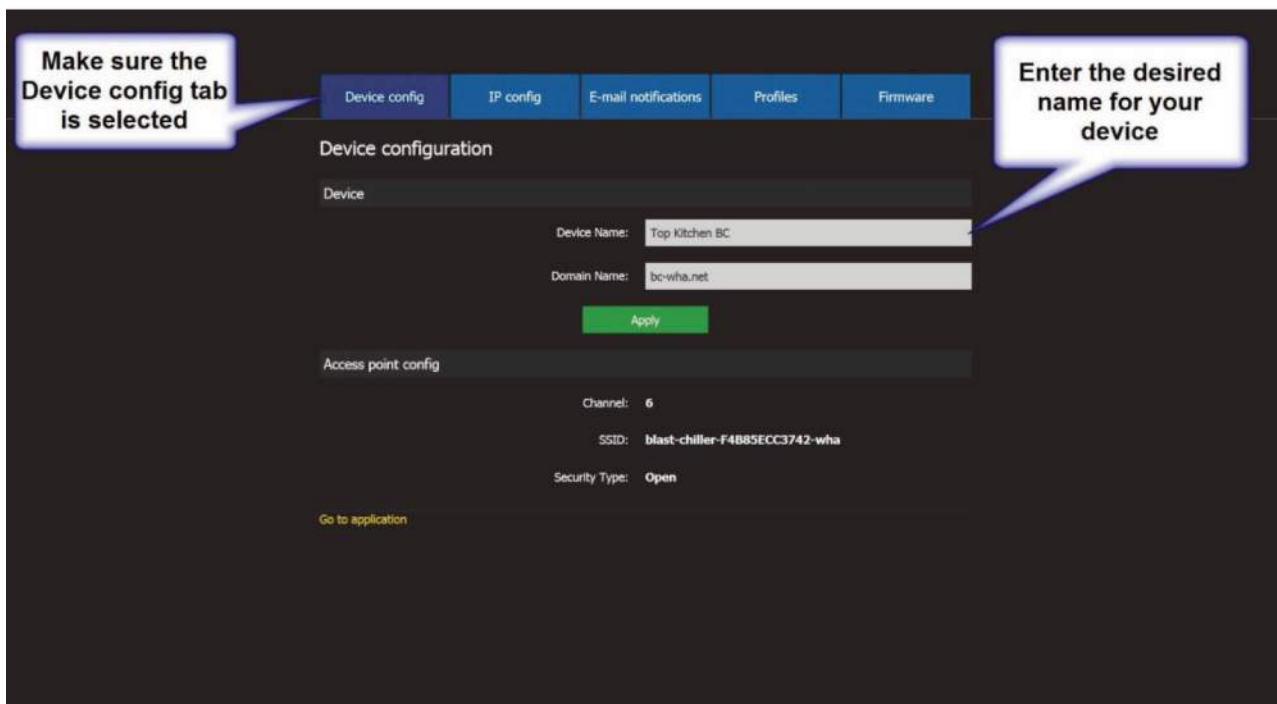 Make sure the
Device config tab
is selected
Enter the desired
name for your
device
Device config IP config E-mail notifications Profiles Firmware
Device configuration
Device
Device Name: Top Kitchen BC
Domain Name: bc-wha.net
Apply
Access point config
Channel: 6
SSID: blast-chiller-F4B85ECC3742-wha
Security Type: Open
Go to application